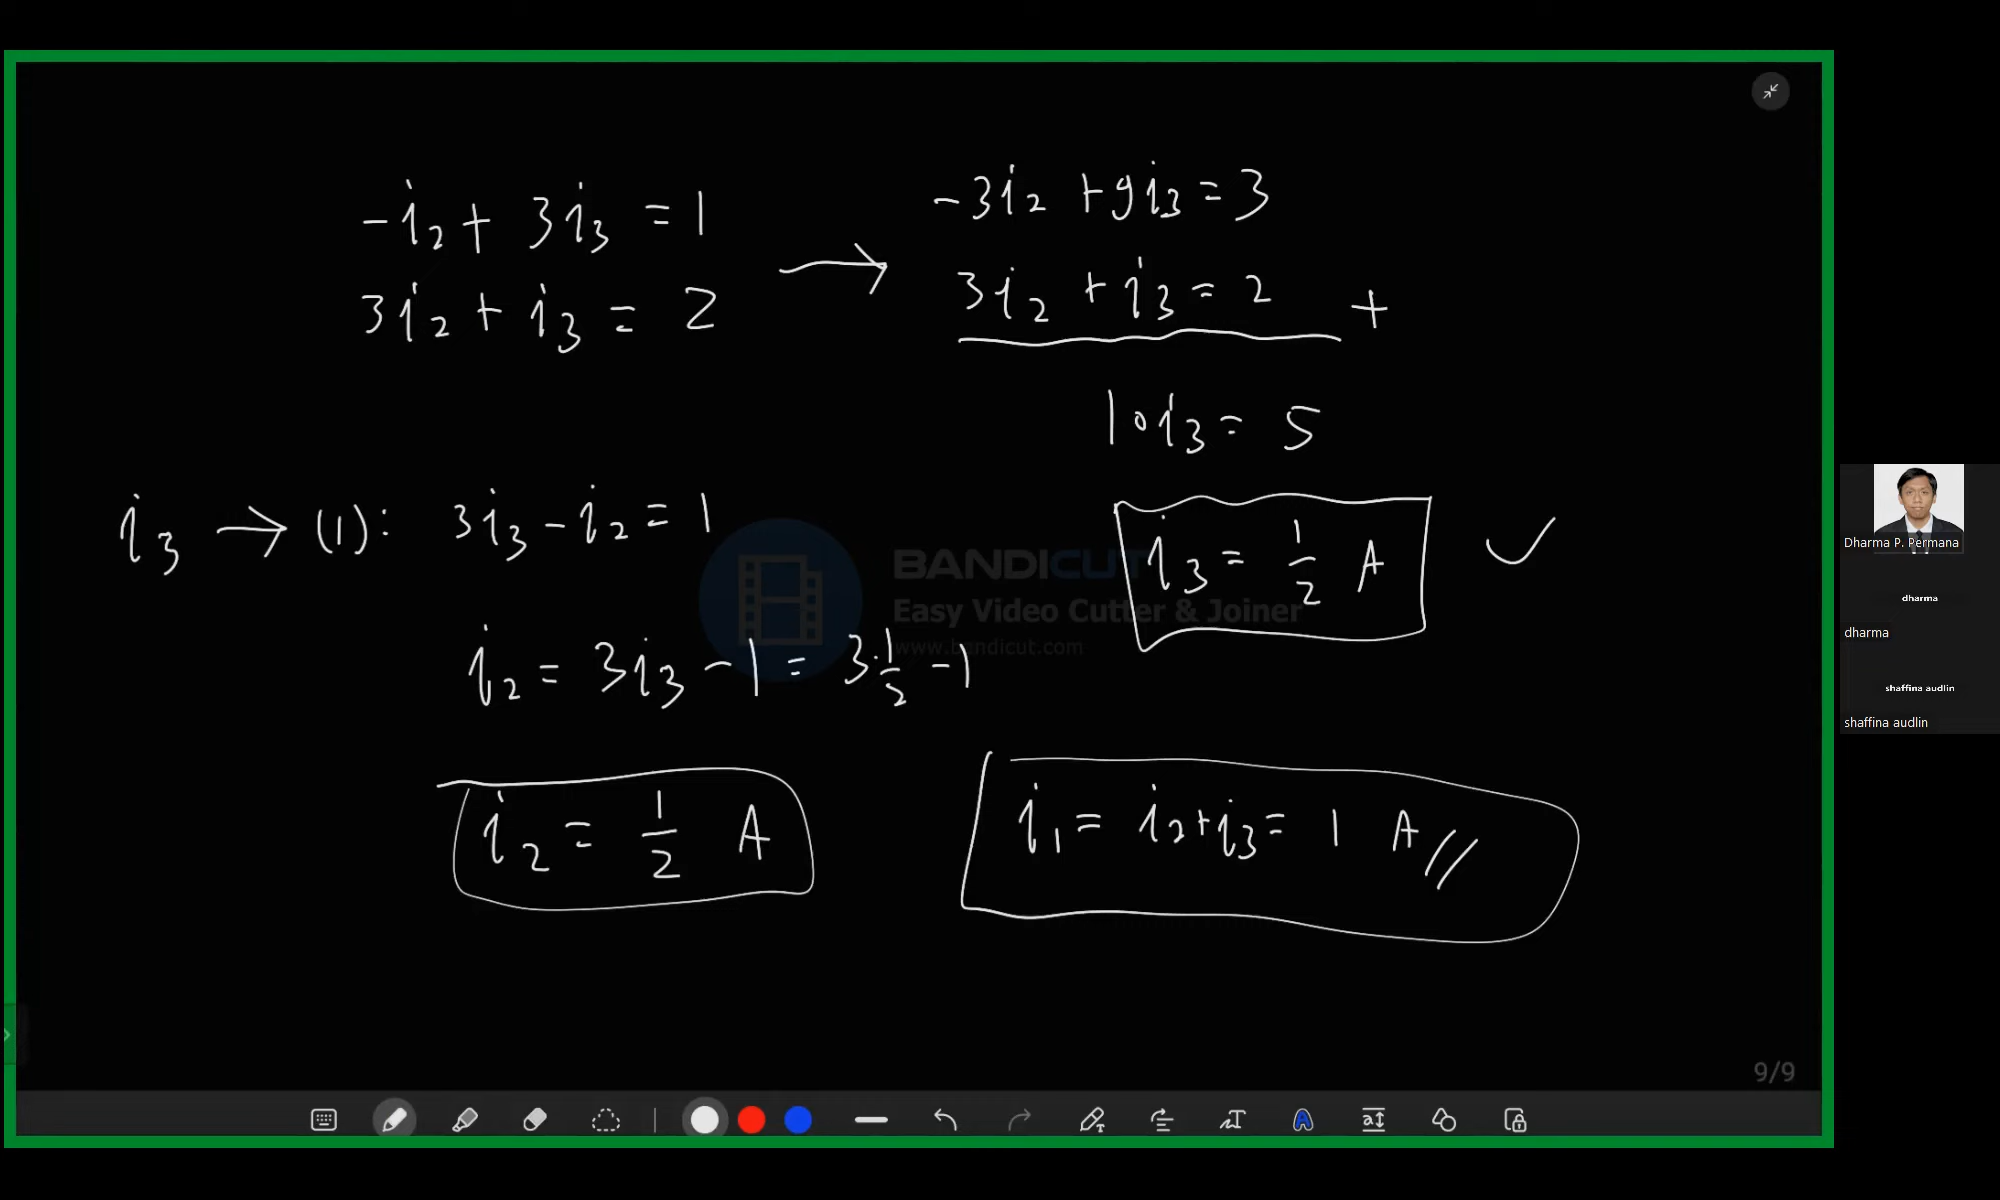 -i₂ + 3i₃ = 1
3i₂ + i₃ = 2
-3i₂ + 9i₃ = 3
3i₂ + i₃ = 2 +
10i₃ = 5
i₃ = 1/2 A ✓
i₃ → (1): 3i₃ - i₂ = 1
i₂ = 3i₃ - 1 = 3·1/2 - 1
i₂ = 1/2 A
i₁ = i₂ + i₃ = 1 A //
BANDICUT
Easy Video Cutter & Joiner
www.bandicut.com
Dharma P. Permana
dharma
dharma
shaffina audlin
shaffina audlin
9/9